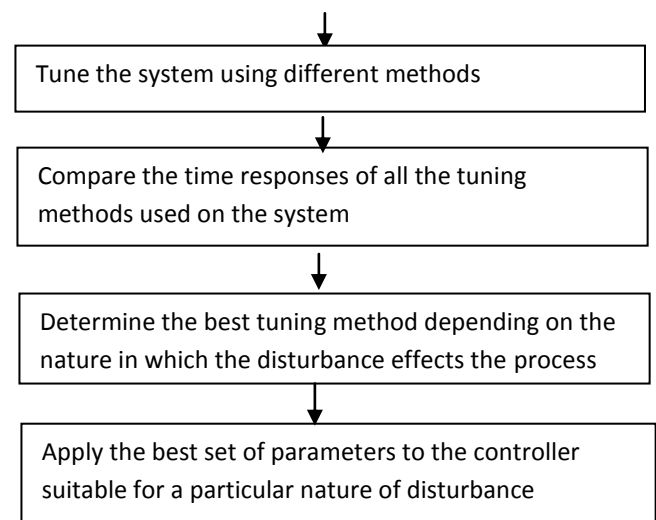 Tune the system using different methods
Compare the time responses of all the tuning
methods used on the system
Determine the best tuning method depending on the
nature in which the disturbance effects the process
Apply the best set of parameters to the controller
suitable for a particular nature of disturbance